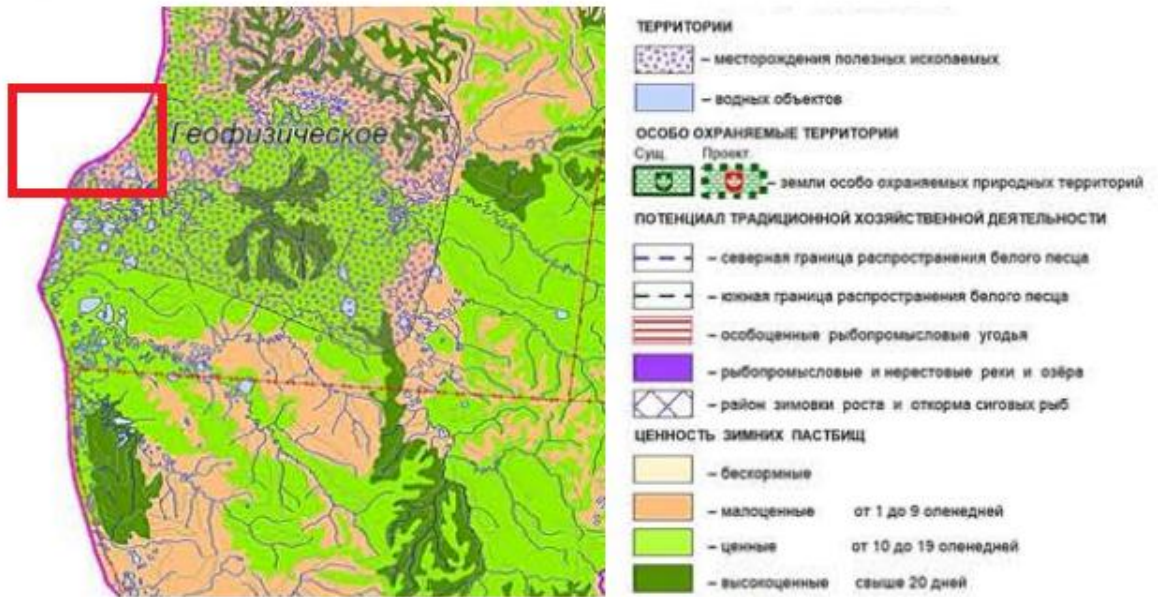 Геофизическое
ТЕРРИТОРИИ
– месторождения полезных ископаемых
– водных объектов
ОСОБО ОХРАНЯЕМЫЕ ТЕРРИТОРИИ
Сущ. Проект.
– земли особо охраняемых природных территорий
ПОТЕНЦИАЛ ТРАДИЦИОННОЙ ХОЗЯЙСТВЕННОЙ ДЕЯТЕЛЬНОСТИ
– северная граница распространения белого песца
– южная граница распространения белого песца
– особоценные рыбопромысловые угодья
– рыбопромысловые и нерестовые реки и озёра
– район зимовки роста и откорма сиговых рыб
ЦЕННОСТЬ ЗИМНИХ ПАСТБИЩ
– бескормные
– малоценные от 1 до 9 оленедней
– ценные от 10 до 19 оленедней
– высокоценные свыше 20 дней